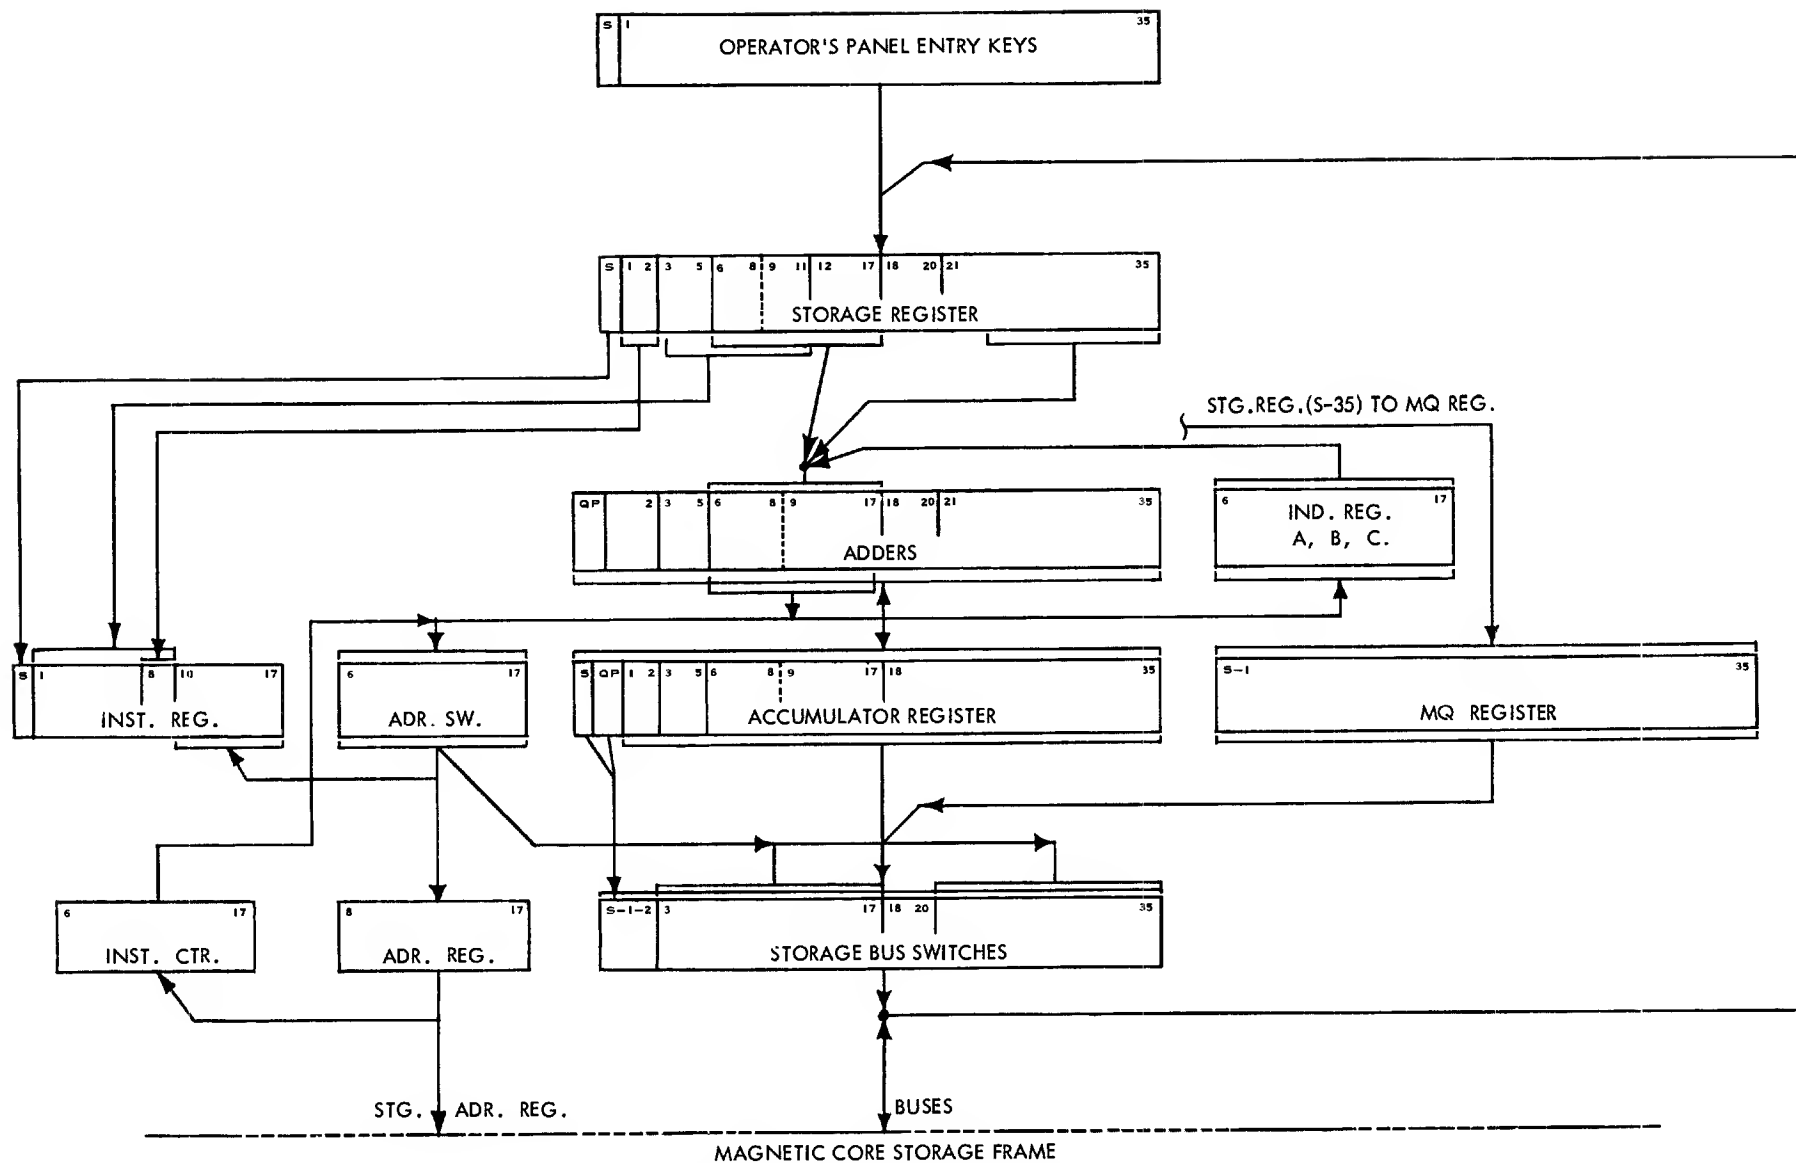 S 1 35
OPERATOR'S PANEL ENTRY KEYS
S 1 2 3 5 6 8 9 11 12 17 18 20 21 35
STORAGE REGISTER
STG.REG.(S-35) TO MQ REG.
QP 2 3 5 6 8 9 17 18 20 21 35
ADDERS
6 17
IND. REG.
A, B, C.
S 1 8 10 17
INST. REG.
6 17
ADR. SW.
S QP 1 2 3 5 6 8 9 17 18 35
ACCUMULATOR REGISTER
S-1 35
MQ REGISTER
6 17
INST. CTR.
8 17
ADR. REG.
S-1-2 3 17 18 20 35
STORAGE BUS SWITCHES
STG. ADR. REG.
BUSES
MAGNETIC CORE STORAGE FRAME